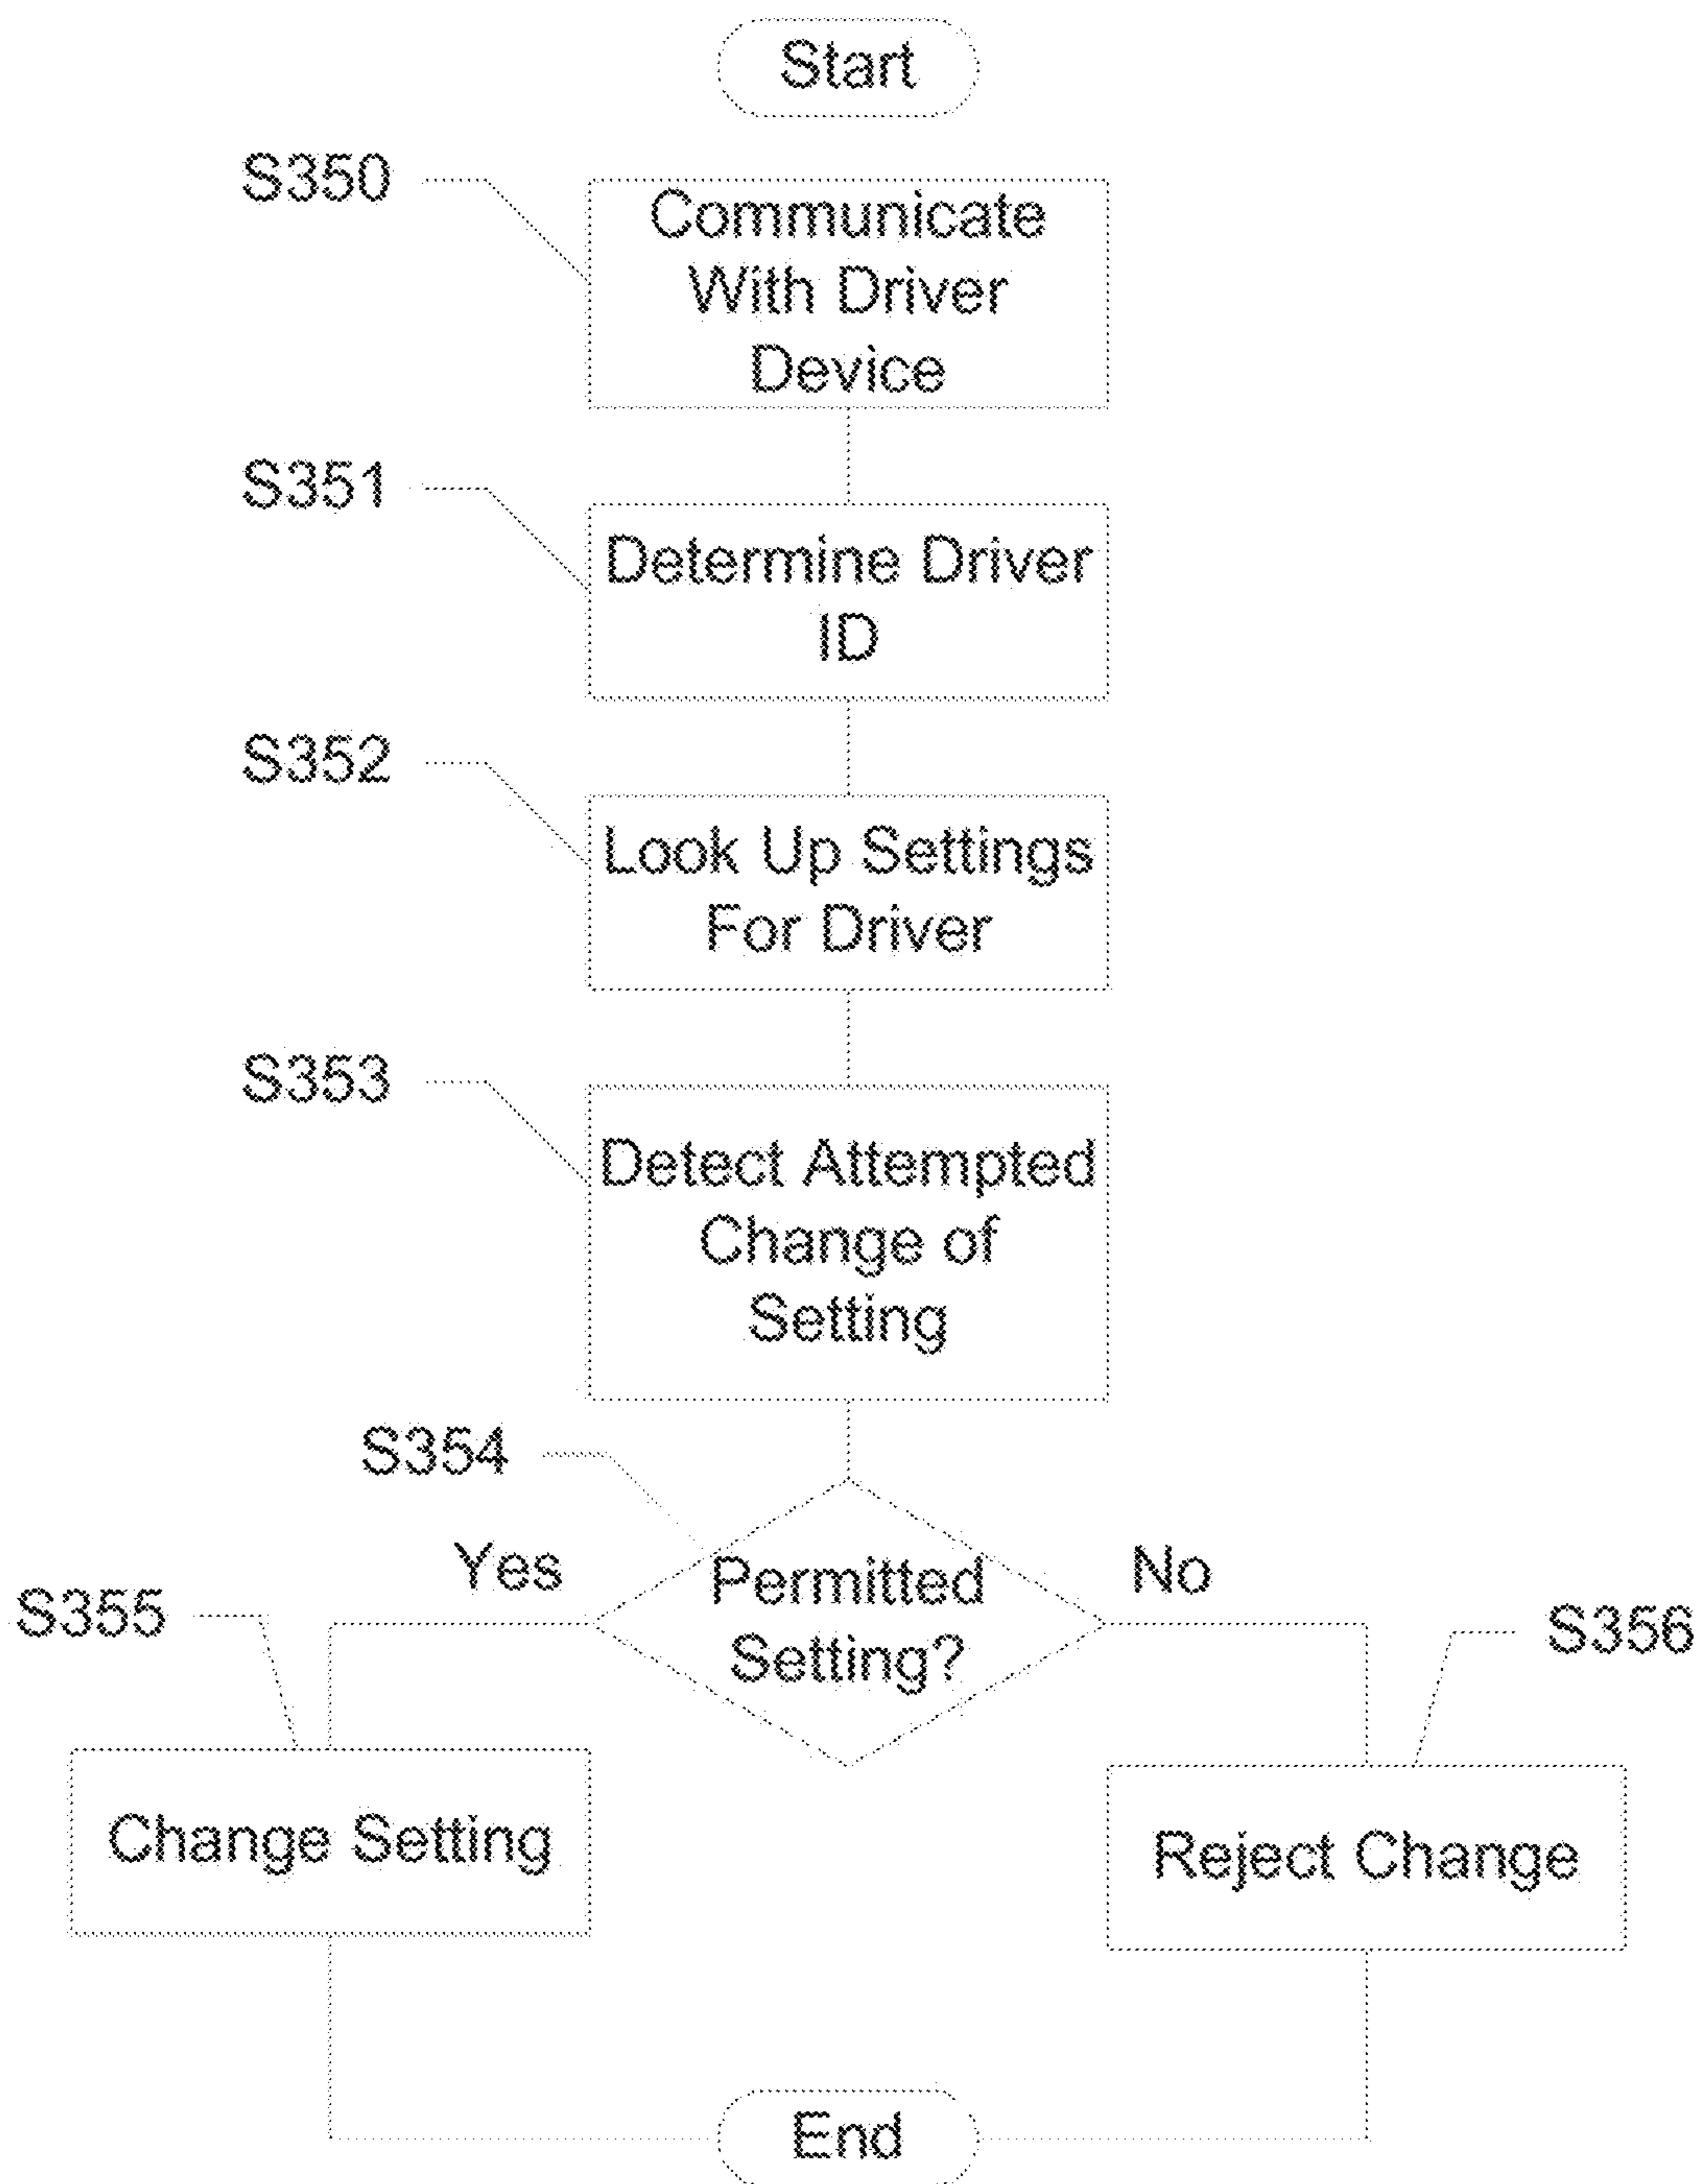 Start
S350
Communicate
With Driver
Device
S351
Determine Driver
ID
S352
Look Up Settings
For Driver
S353
Detect Attempted
Change of
Setting
S354
Yes
Permitted
Setting?
No
S355
S356
Change Setting
Reject Change
End